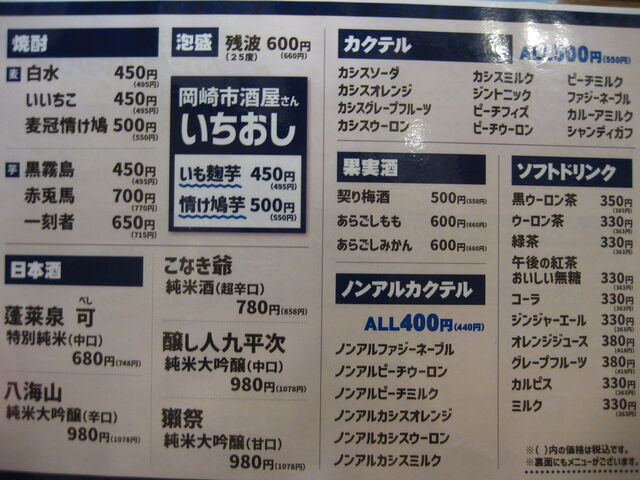 焼酎
麦 白水 450円(495円)
いいちこ 450円(495円)
麦冠情け鳩 500円(550円)
芋 黒霧島 450円(495円)
赤兎馬 700円(770円)
一刻者 650円(715円)
泡盛 残波(25度) 600円(660円)
岡崎市酒屋さん
いちおし
いも麹芋 450円(495円)
情け鳩芋 500円(550円)
日本酒
蓬莱泉 可 べし
特別純米(中口)
680円(748円)
八海山
純米大吟醸(辛口)
980円(1078円)
こなき爺
純米酒(超辛口)
780円(858円)
醸し人九平次
純米大吟醸(中口)
980円(1078円)
獺祭
純米大吟醸(甘口)
980円(1078円)
カクテル ALL500円(550円)
カシスソーダ
カシスオレンジ
カシスグレープフルーツ
カシスウーロン
カシスミルク
ジントニック
ピーチフィズ
ピーチウーロン
ピーチミルク
ファジーネーブル
カルーアミルク
シャンディガフ
果実酒
契り梅酒 500円(550円)
あらごしもも 600円(660円)
あらごしみかん 600円(660円)
ノンアルカクテル
ALL400円(440円)
ノンアルファジーネーブル
ノンアルピーチウーロン
ノンアルピーチミルク
ノンアルカシスオレンジ
ノンアルカシスウーロン
ノンアルカシスミルク
ソフトドリンク
黒ウーロン茶 350円(385円)
ウーロン茶 330円(363円)
緑茶 330円(363円)
午後の紅茶
おいしい無糖 330円(363円)
コーラ 330円(363円)
ジンジャーエール 330円(363円)
オレンジジュース 380円(418円)
グレープフルーツ 380円(418円)
カルピス 330円(363円)
ミルク 330円(363円)
※( )内の価格は税込です。
※裏面にもメニューがございます。